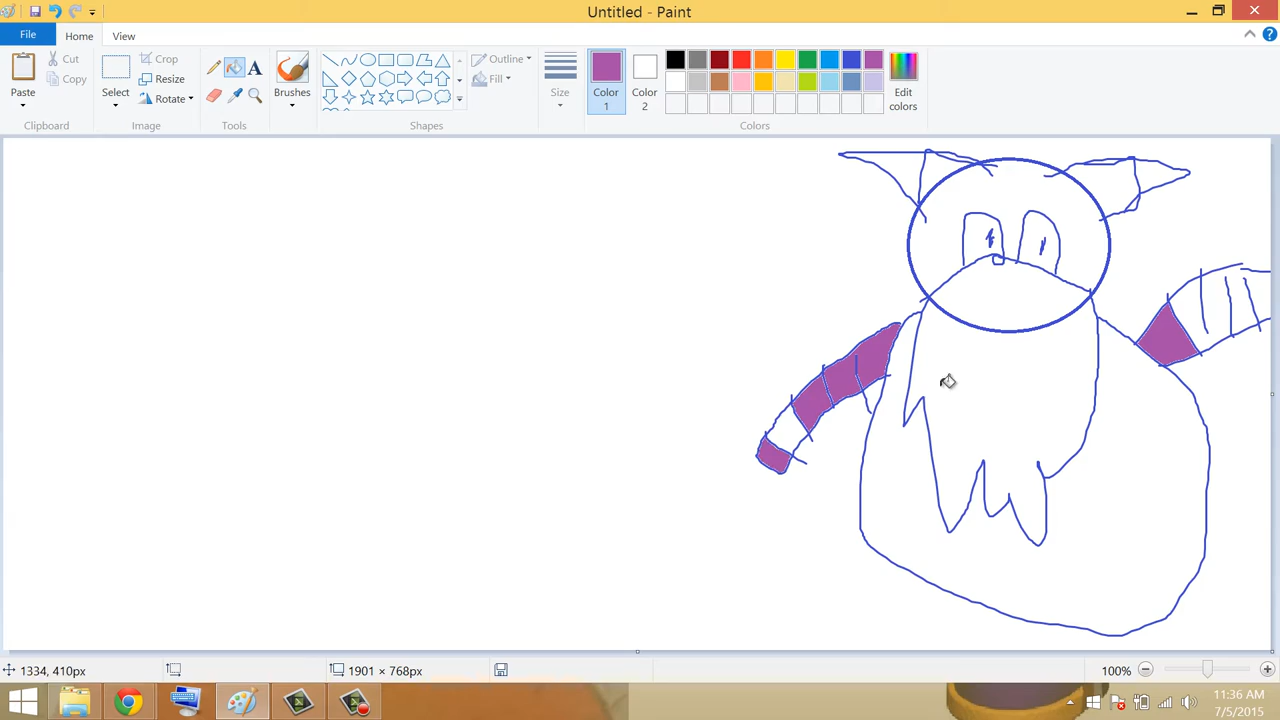 Untitled - Paint
File
Home
View
Paste
Cut
Copy
Clipboard
Select
Crop
Resize
Rotate
Image
A
Tools
Brushes
Outline
Fill
Shapes
Size
Color 1
Color 2
Edit colors
Colors
1334, 410px
1901 × 768px
100%
11:36 AM
7/5/2015